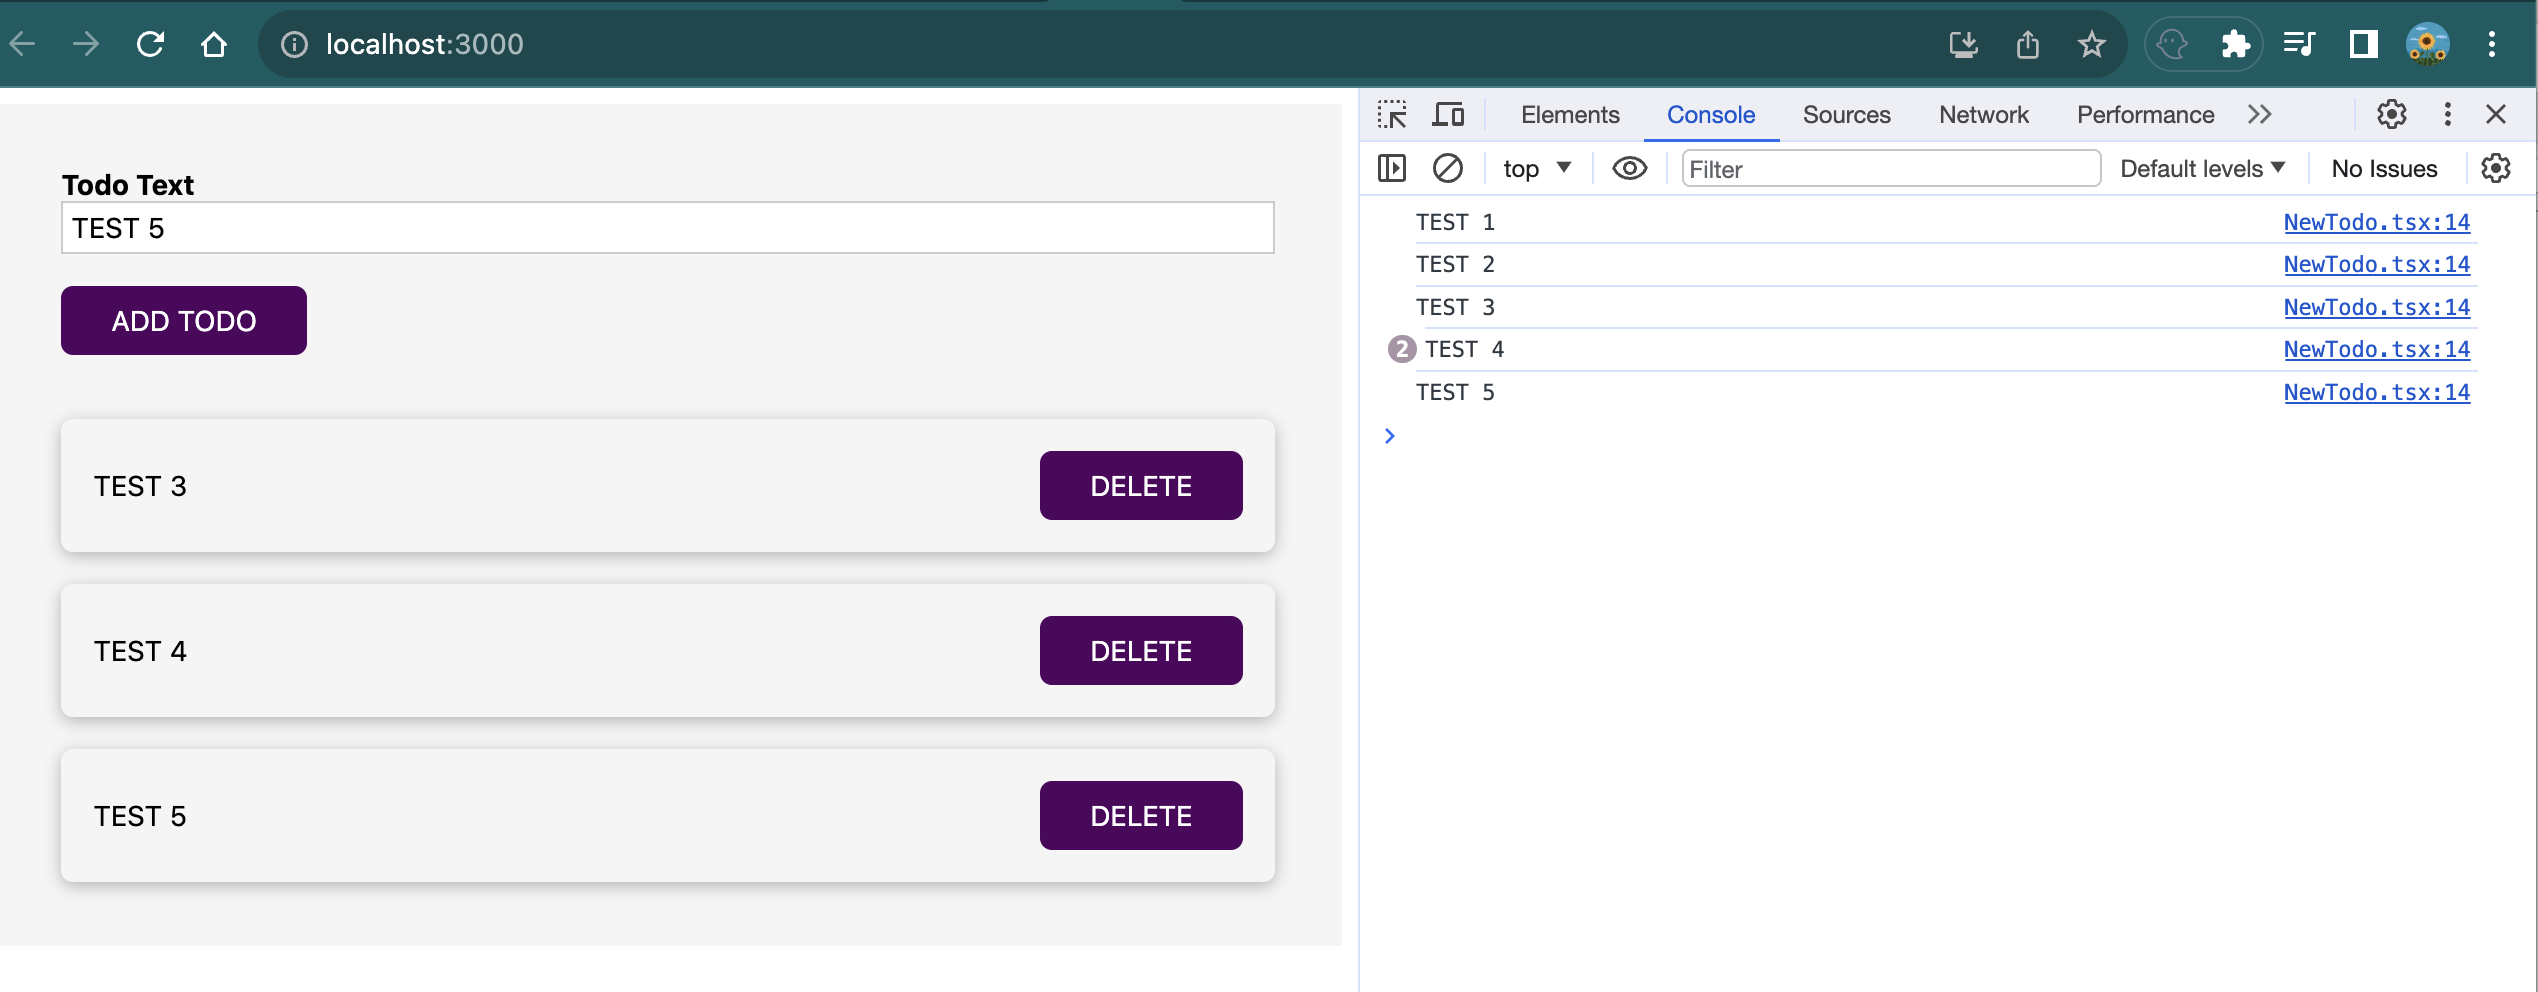 localhost:3000
Elements Console Sources Network Performance
top Filter Default levels No Issues
Todo Text
TEST 5
ADD TODO
TEST 3 DELETE
TEST 4 DELETE
TEST 5 DELETE
TEST 1 NewTodo.tsx:14
TEST 2 NewTodo.tsx:14
TEST 3 NewTodo.tsx:14
2 TEST 4 NewTodo.tsx:14
TEST 5 NewTodo.tsx:14